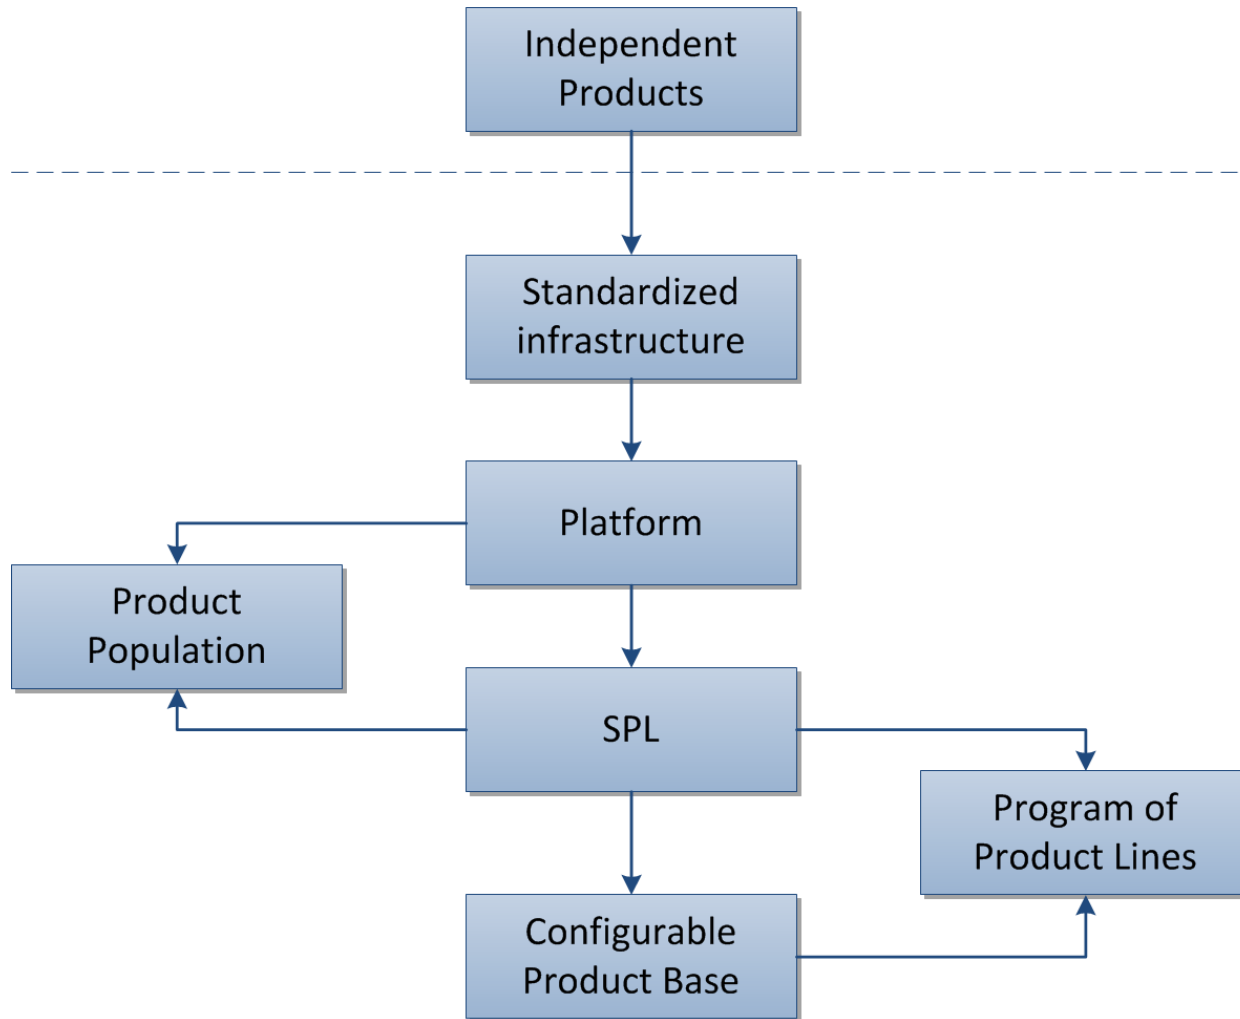 Independent
Products
Standardized
infrastructure
Platform
Product
Population
SPL
Program of
Product Lines
Configurable
Product Base